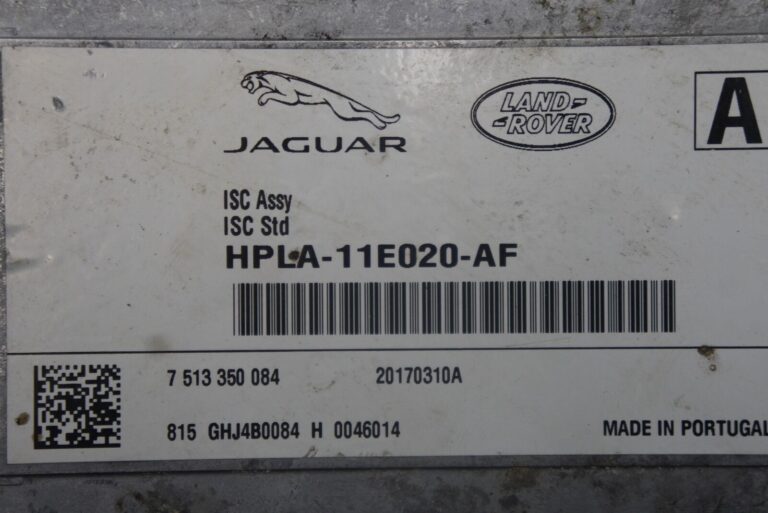 JAGUAR
LAND-
-ROVER
A
ISC Assy
ISC Std
HPLA-11E020-AF
7 513 350 084 20170310A
815 GHJ4B0084 H 0046014 MADE IN PORTUGAL